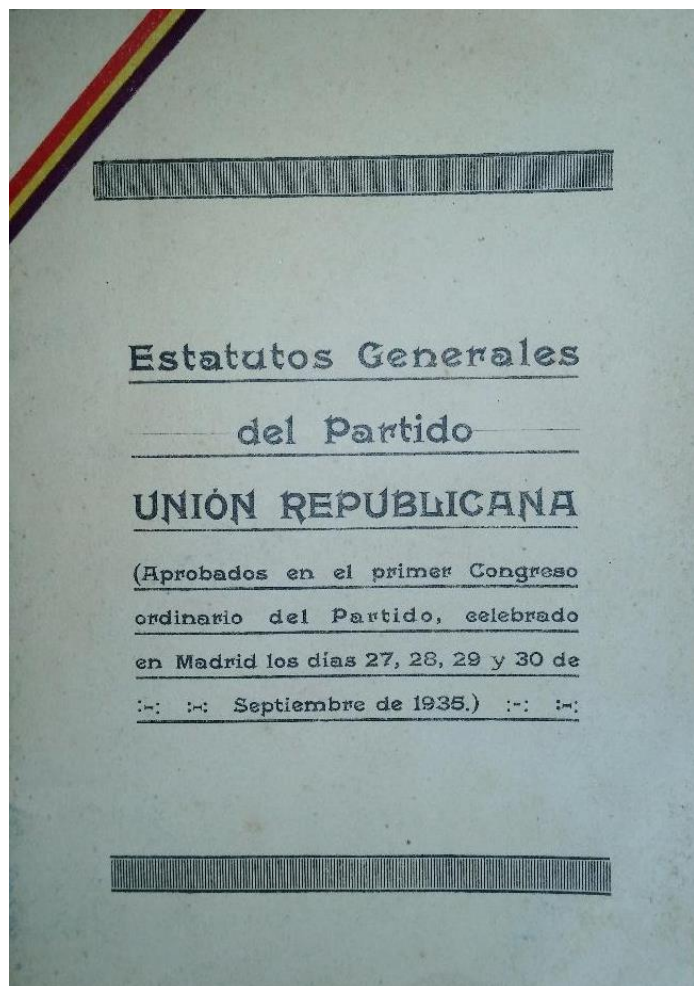 Estatutos Generales
del Partido
UNIÓN REPUBLICANA
(Aprobados en el primer Congreso
ordinario del Partido, celebrado
en Madrid los días 27, 28, 29 y 30 de
:-: :-: Septiembre de 1935.) :-: :-: